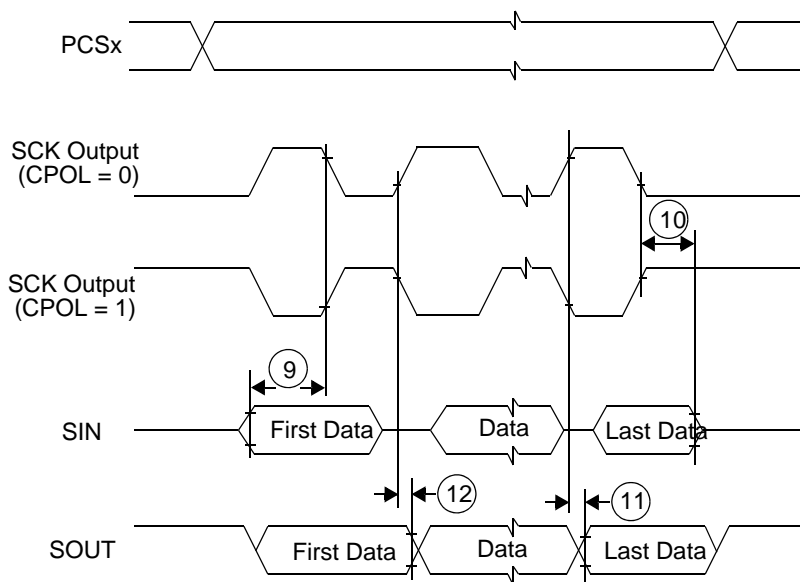 PCSx
SCK Output
(CPOL = 0)
10
SCK Output
(CPOL = 1)
9
SIN
First Data
Data
Last Data
12
11
SOUT
First Data
Data
Last Data